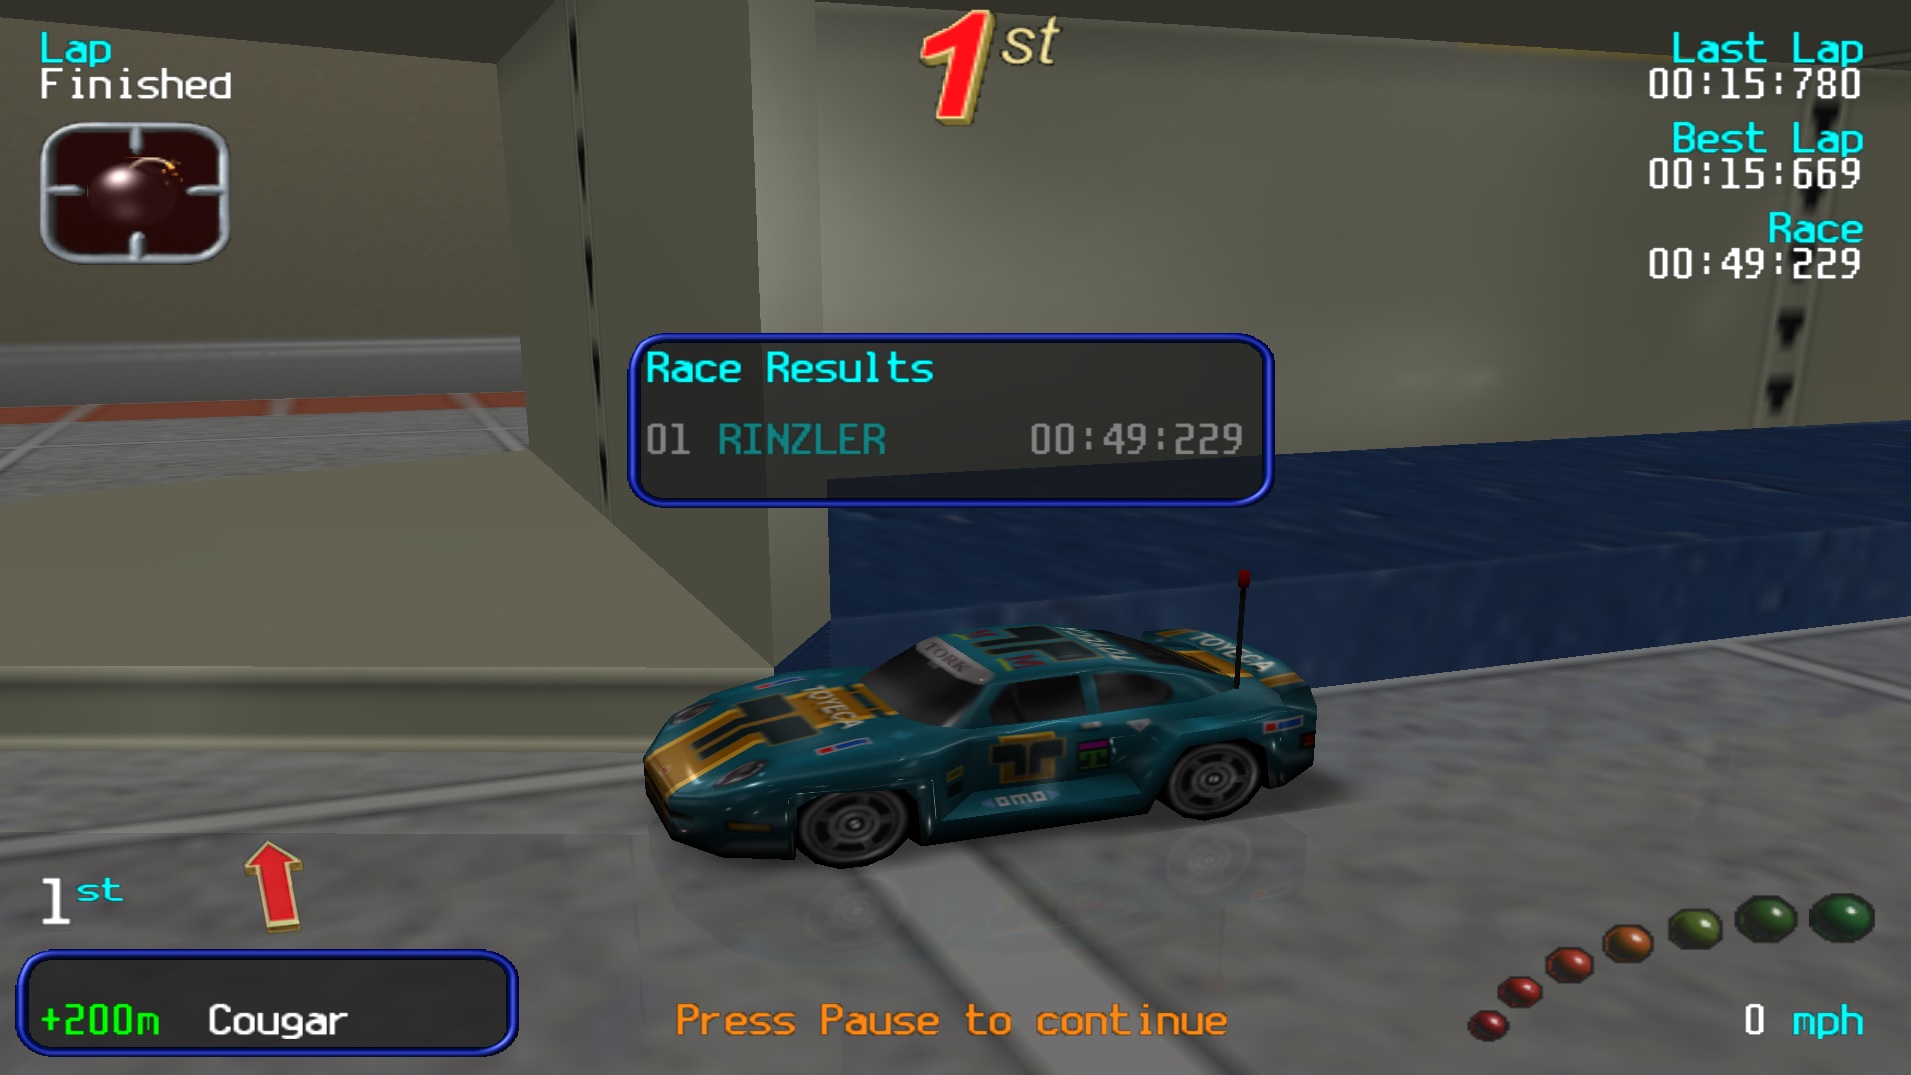 Lap
Finished
1st
Last Lap
00:15:780
Best Lap
00:15:669
Race
00:49:229
Race Results
01 RINZLER 00:49:229
TORK
TOYECA
TOYECA
omo
1st
+200m Cougar
Press Pause to continue
0 mph